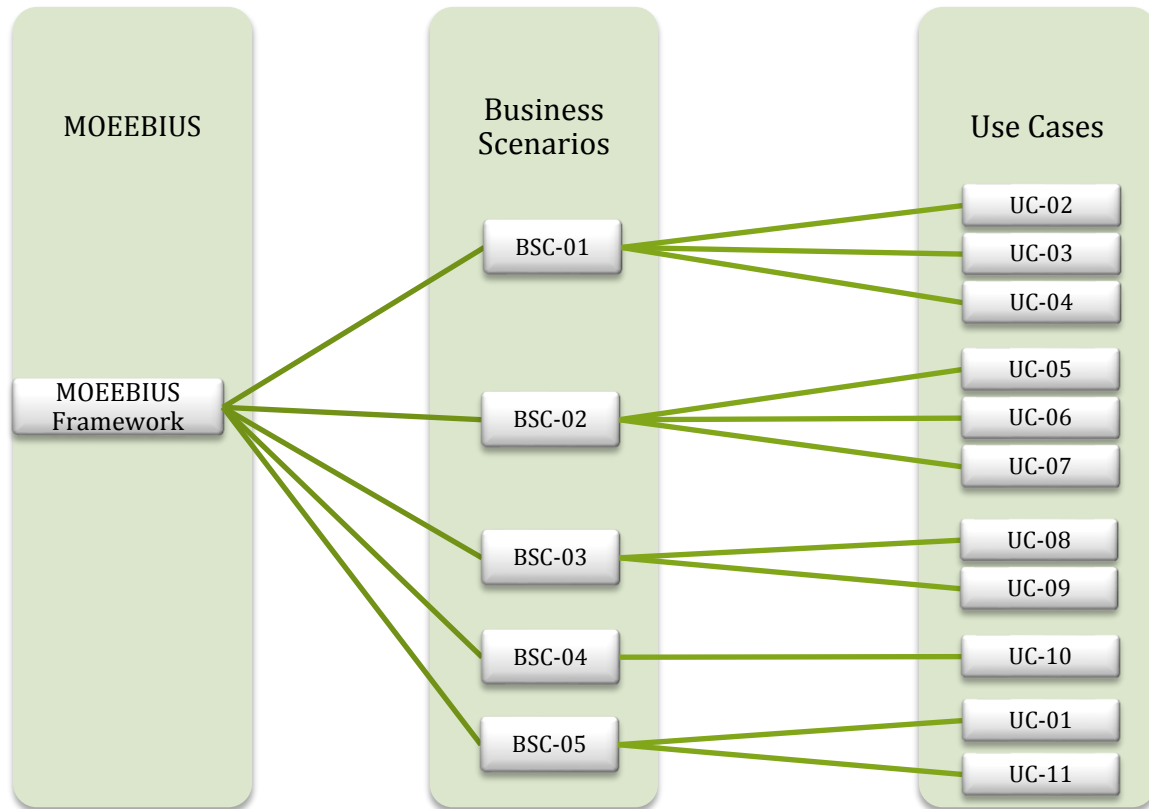 MOEEBIUS
Business
Scenarios
Use Cases
MOEEBIUS
Framework
BSC-01
BSC-02
BSC-03
BSC-04
BSC-05
UC-02
UC-03
UC-04
UC-05
UC-06
UC-07
UC-08
UC-09
UC-10
UC-01
UC-11